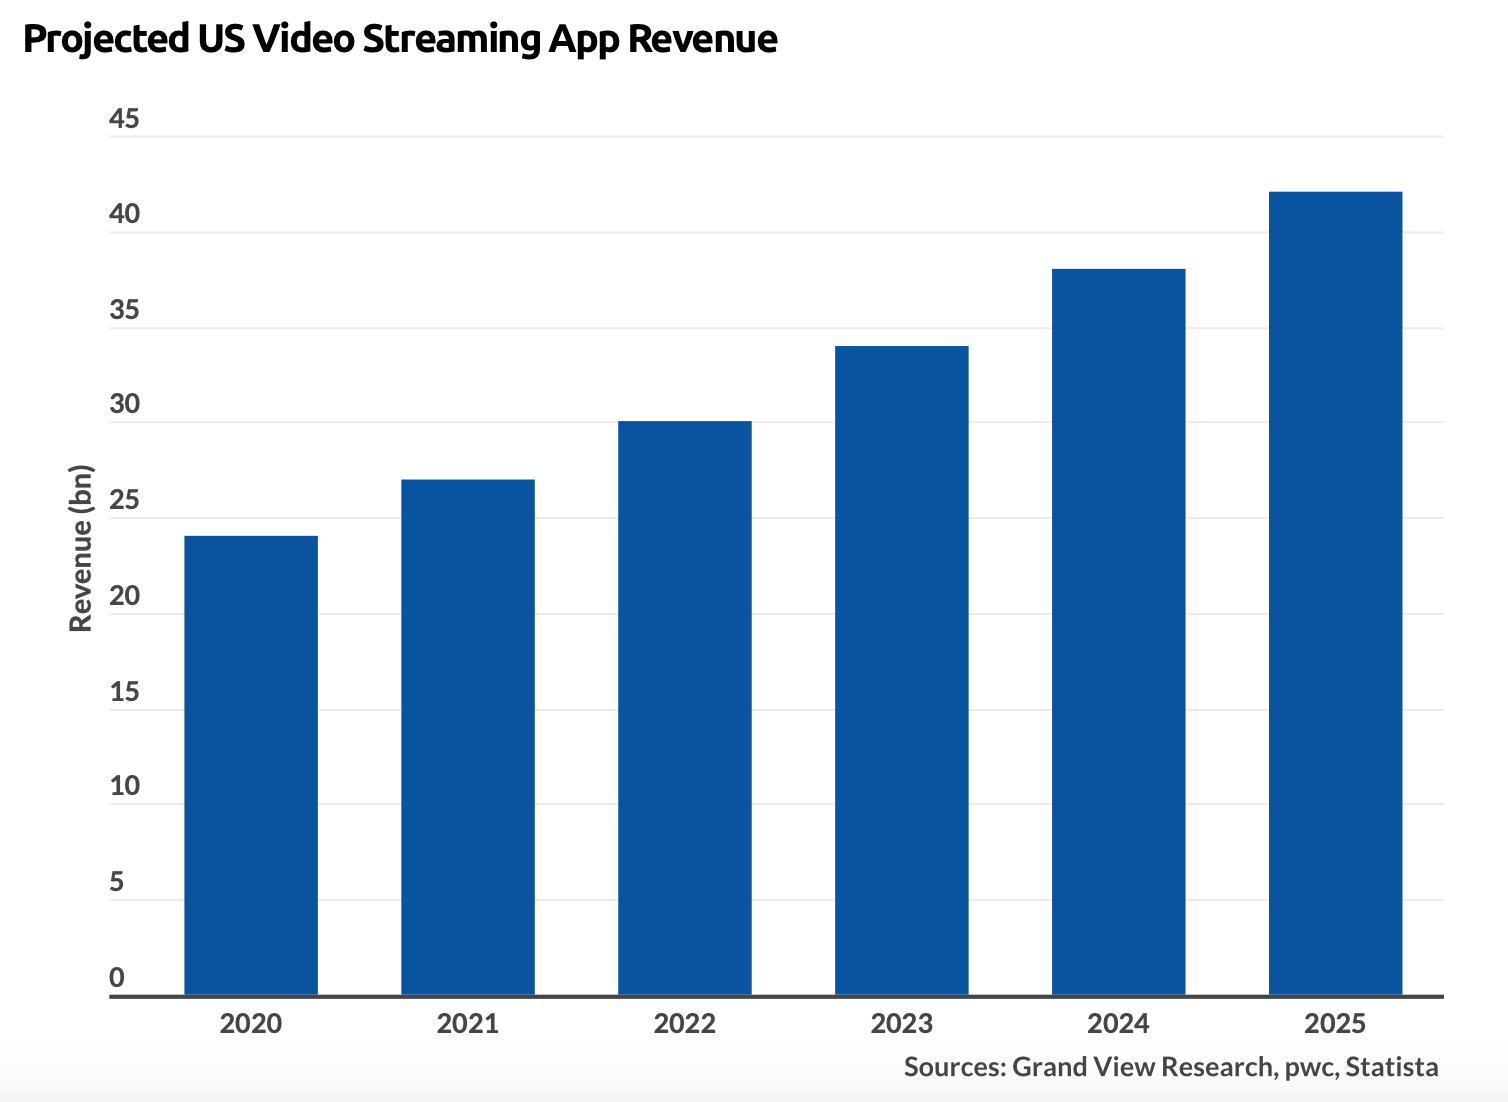 Projected US Video Streaming App Revenue
45
40
35
30
25
20
15
10
5
0
Revenue (bn)
2020 2021 2022 2023 2024 2025
Sources: Grand View Research, pwc, Statista